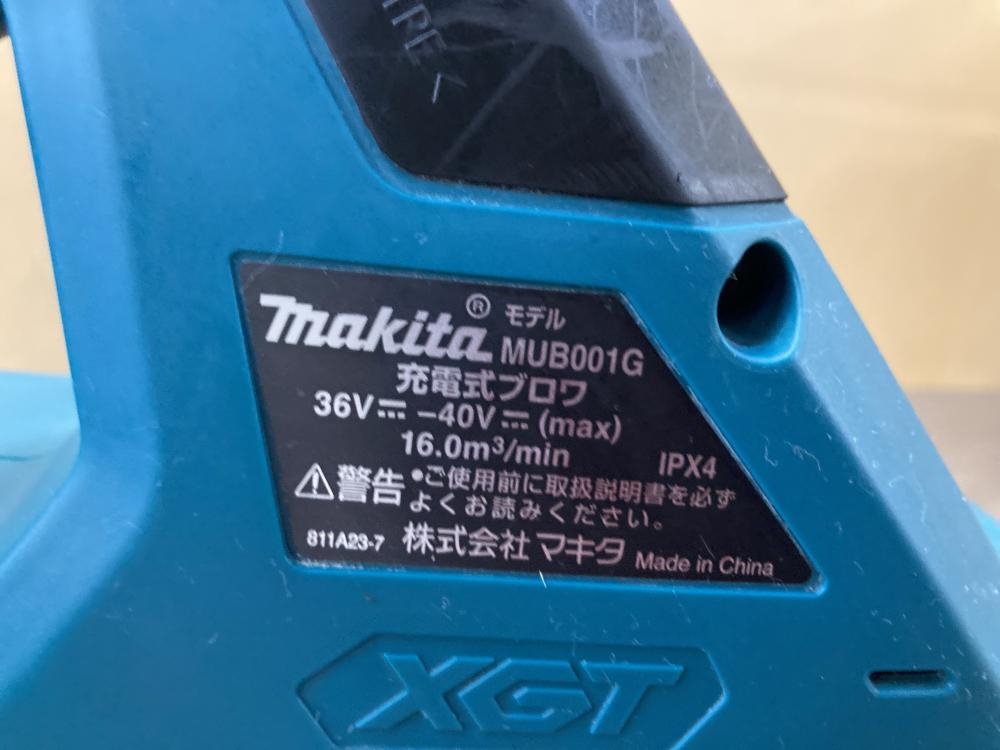 makita® モデル
MUB001G
充電式ブロワ
36V⎓ -40V⎓ (max)
16.0m³/min IPX4
⚠警告 •ご使用前に取扱説明書を必ず
よくお読みください。
811A23-7 株式会社 マキタ Made in China
XGT